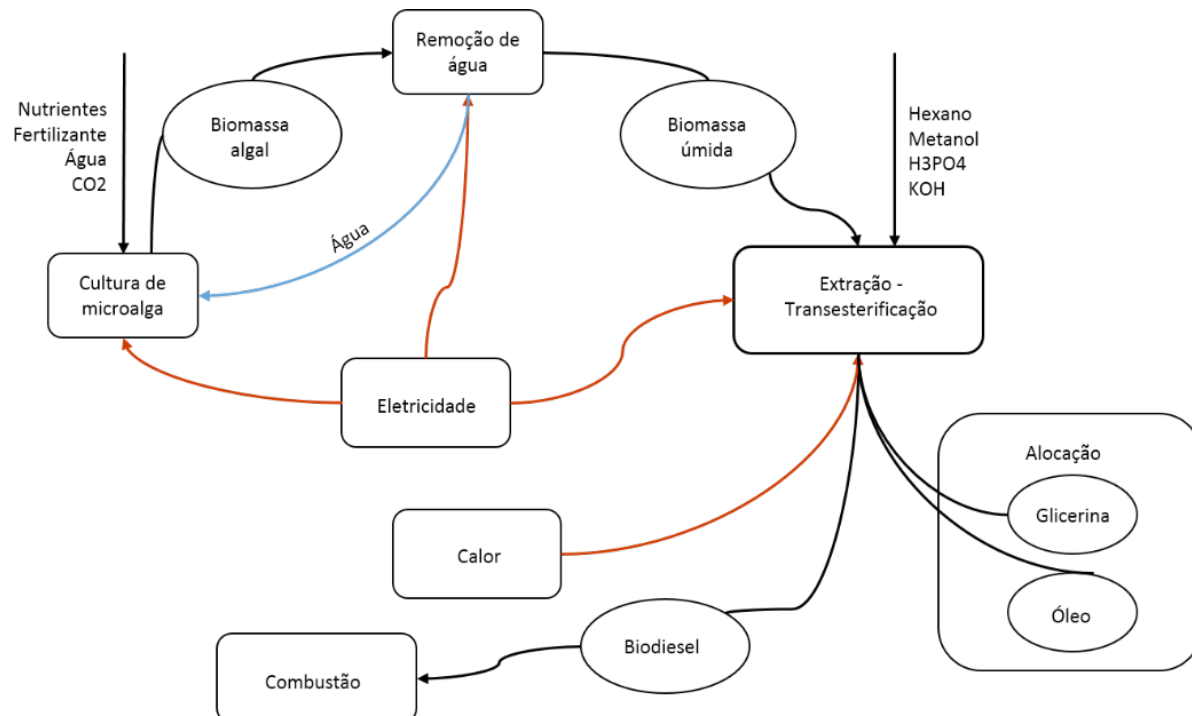 Remoção de
água
Nutrientes
Fertilizante
Água
CO2
Biomassa
algal
Biomassa
úmida
Hexano
Metanol
H3PO4
KOH
Água
Cultura de
microalga
Extração -
Transesterificação
Eletricidade
Alocação
Glicerina
Calor
Óleo
Biodiesel
Combustão